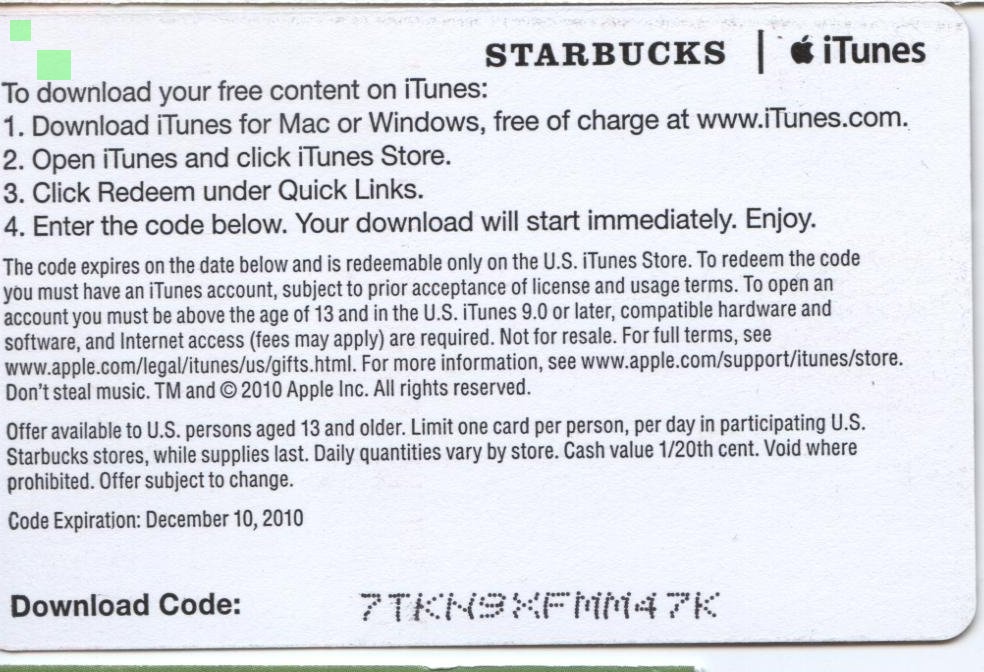 STARBUCKS | iTunes
To download your free content on iTunes:
1. Download iTunes for Mac or Windows, free of charge at www.iTunes.com.
2. Open iTunes and click iTunes Store.
3. Click Redeem under Quick Links.
4. Enter the code below. Your download will start immediately. Enjoy.
The code expires on the date below and is redeemable only on the U.S. iTunes Store. To redeem the code
you must have an iTunes account, subject to prior acceptance of license and usage terms. To open an
account you must be above the age of 13 and in the U.S. iTunes 9.0 or later, compatible hardware and
software, and Internet access (fees may apply) are required. Not for resale. For full terms, see
www.apple.com/legal/itunes/us/gifts.html. For more information, see www.apple.com/support/itunes/store.
Don't steal music. TM and © 2010 Apple Inc. All rights reserved.
Offer available to U.S. persons aged 13 and older. Limit one card per person, per day in participating U.S.
Starbucks stores, while supplies last. Daily quantities vary by store. Cash value 1/20th cent. Void where
prohibited. Offer subject to change.
Code Expiration: December 10, 2010
Download Code: 7TKN9XFMM47K